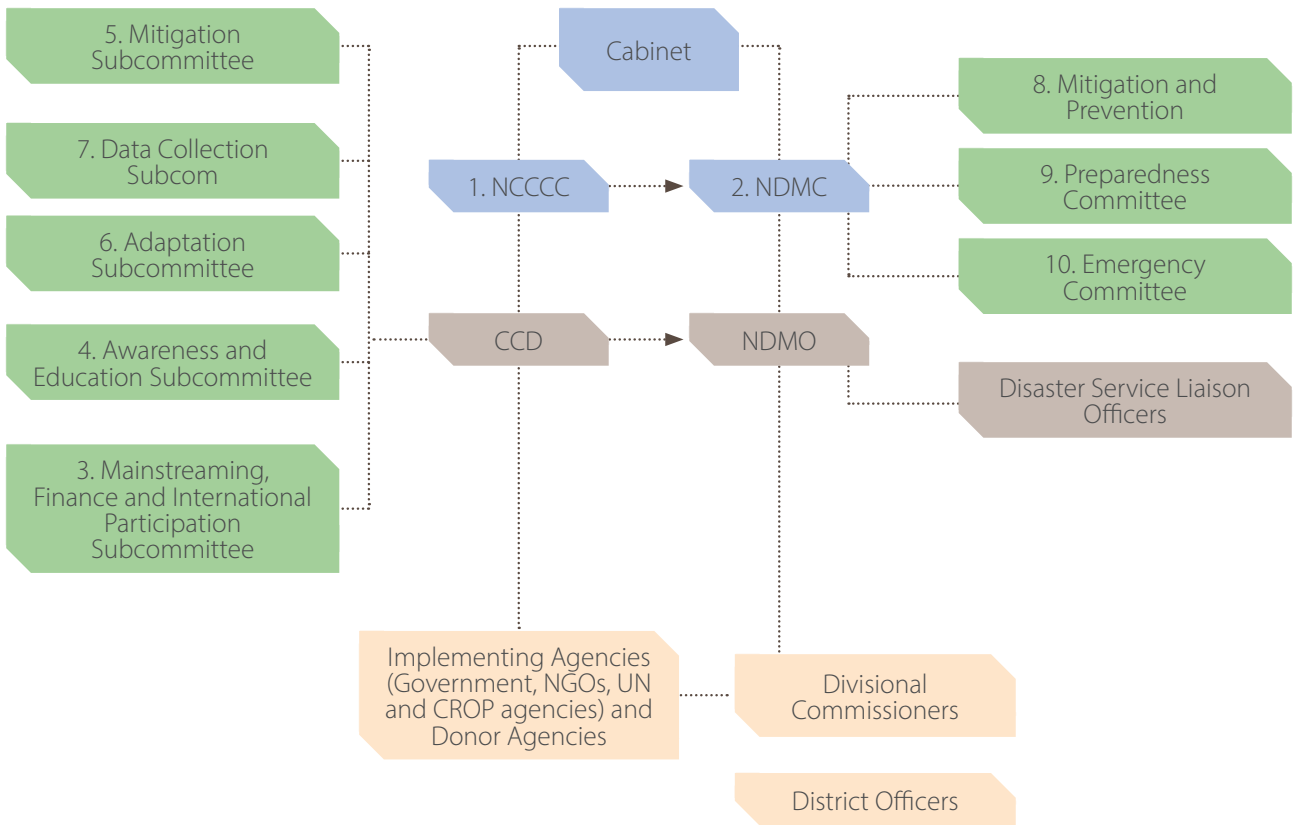 5. Mitigation
Subcommittee
Cabinet
8. Mitigation and
Prevention
7. Data Collection
Subcom
1. NCCCC
2. NDMC
9. Preparedness
Committee
6. Adaptation
Subcommittee
10. Emergency
Committee
4. Awareness and
Education Subcommittee
CCD
NDMO
Disaster Service Liaison
Officers
3. Mainstreaming,
Finance and International
Participation
Subcommittee
Implementing Agencies
(Government, NGOs, UN
and CROP agencies) and
Donor Agencies
Divisional
Commissioners
District Officers